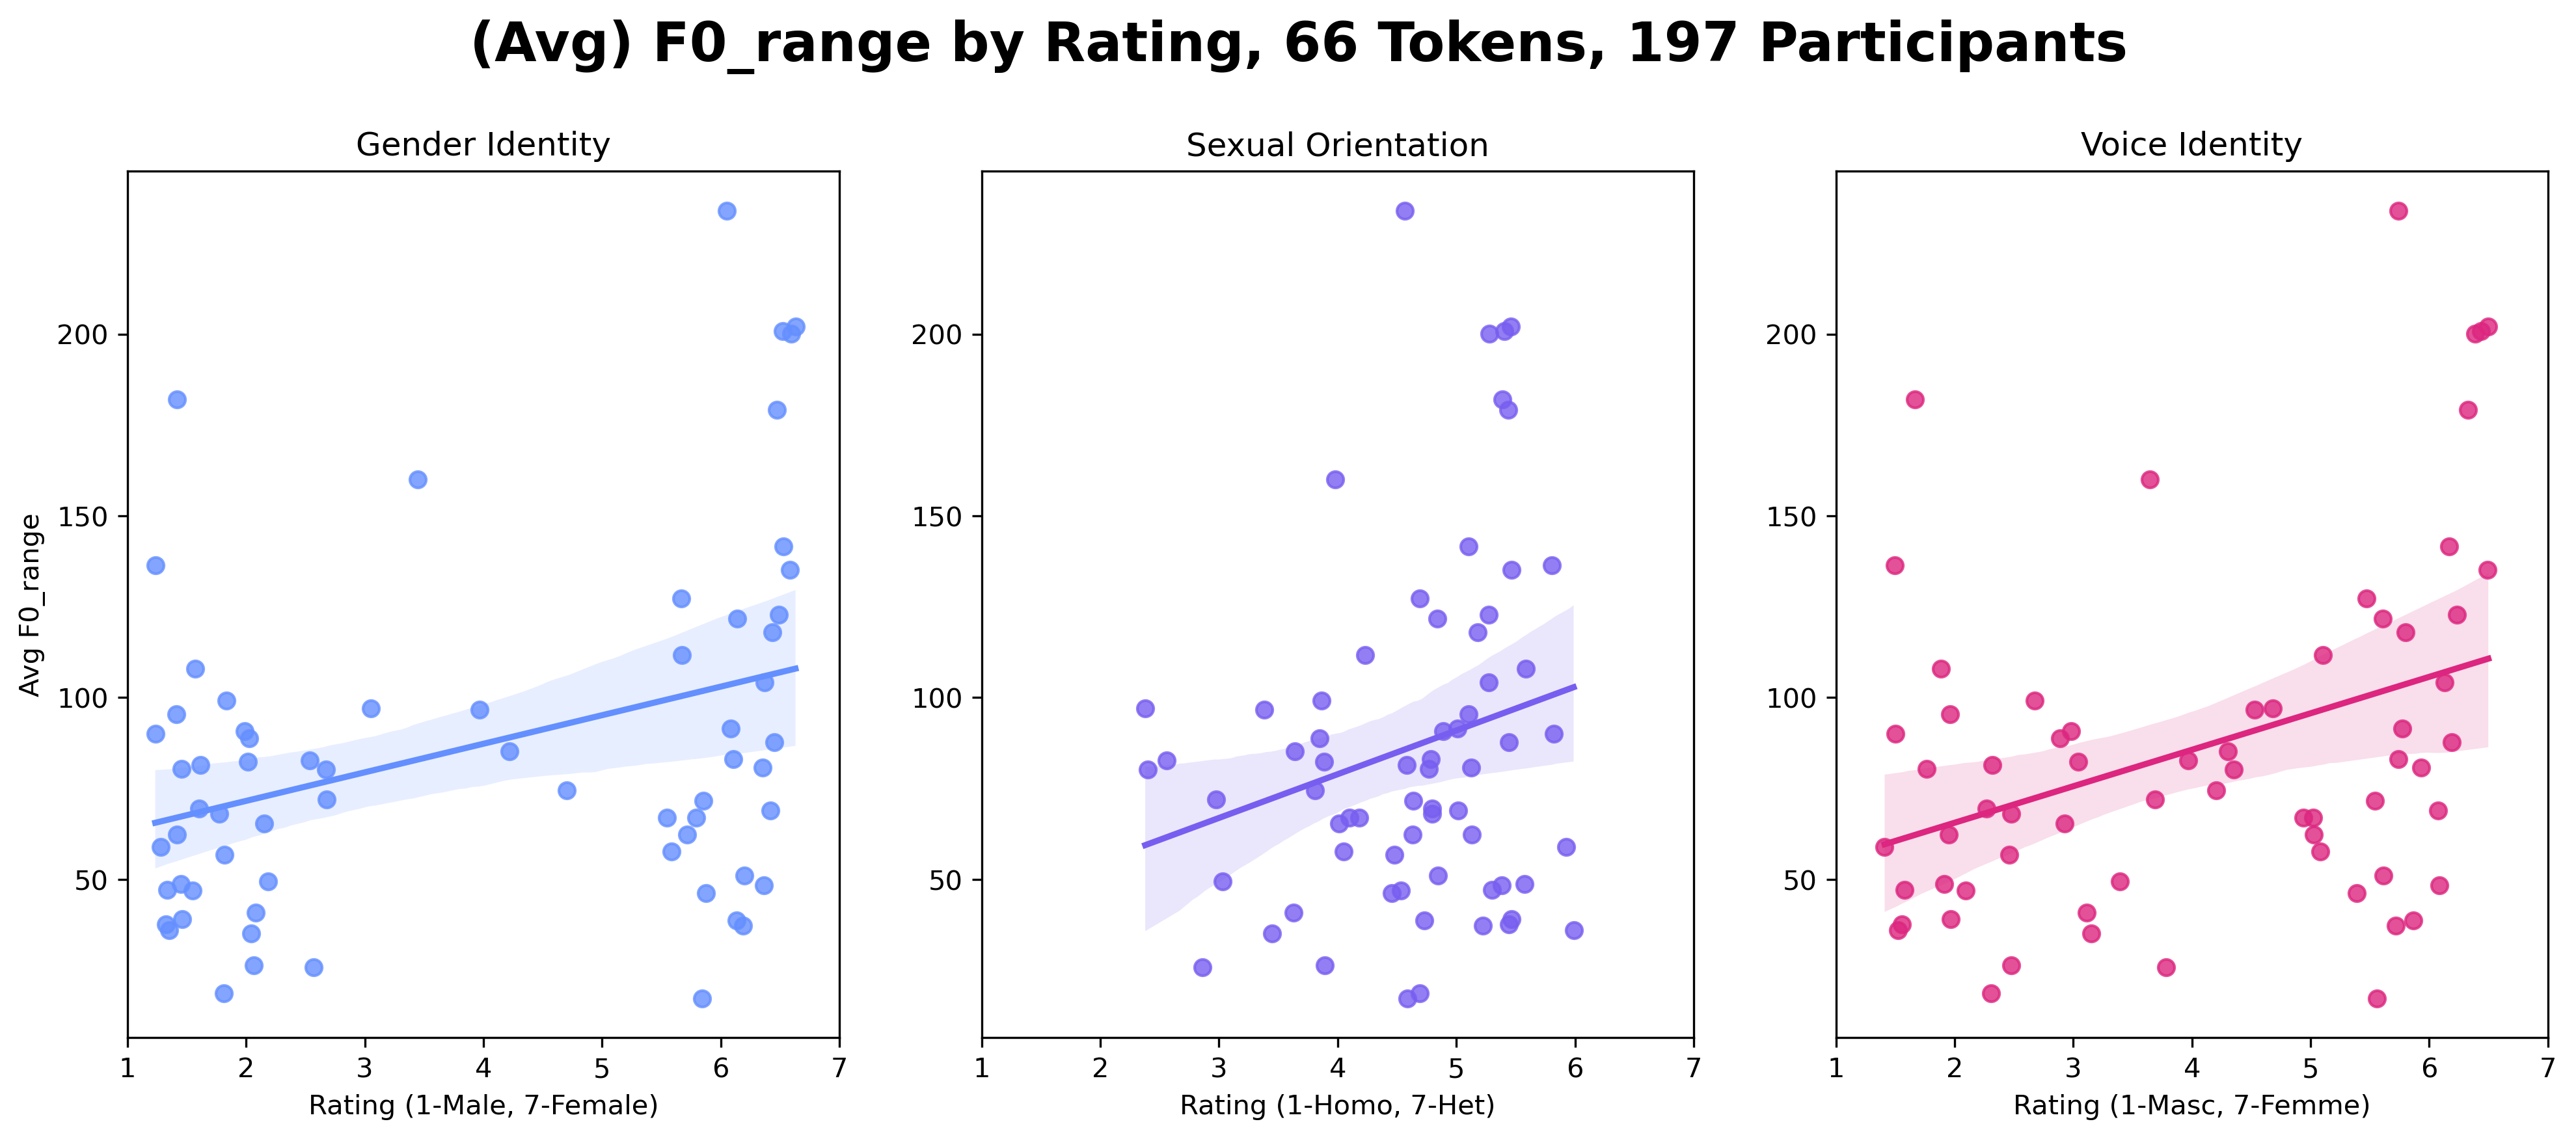 (Avg) F0_range by Rating, 66 Tokens, 197 Participants
Gender Identity
Avg F0_range
200
150
100
50
1 2 3 4 5 6 7
Rating (1-Male, 7-Female)
Sexual Orientation
200
150
100
50
1 2 3 4 5 6 7
Rating (1-Homo, 7-Het)
Voice Identity
200
150
100
50
1 2 3 4 5 6 7
Rating (1-Masc, 7-Femme)